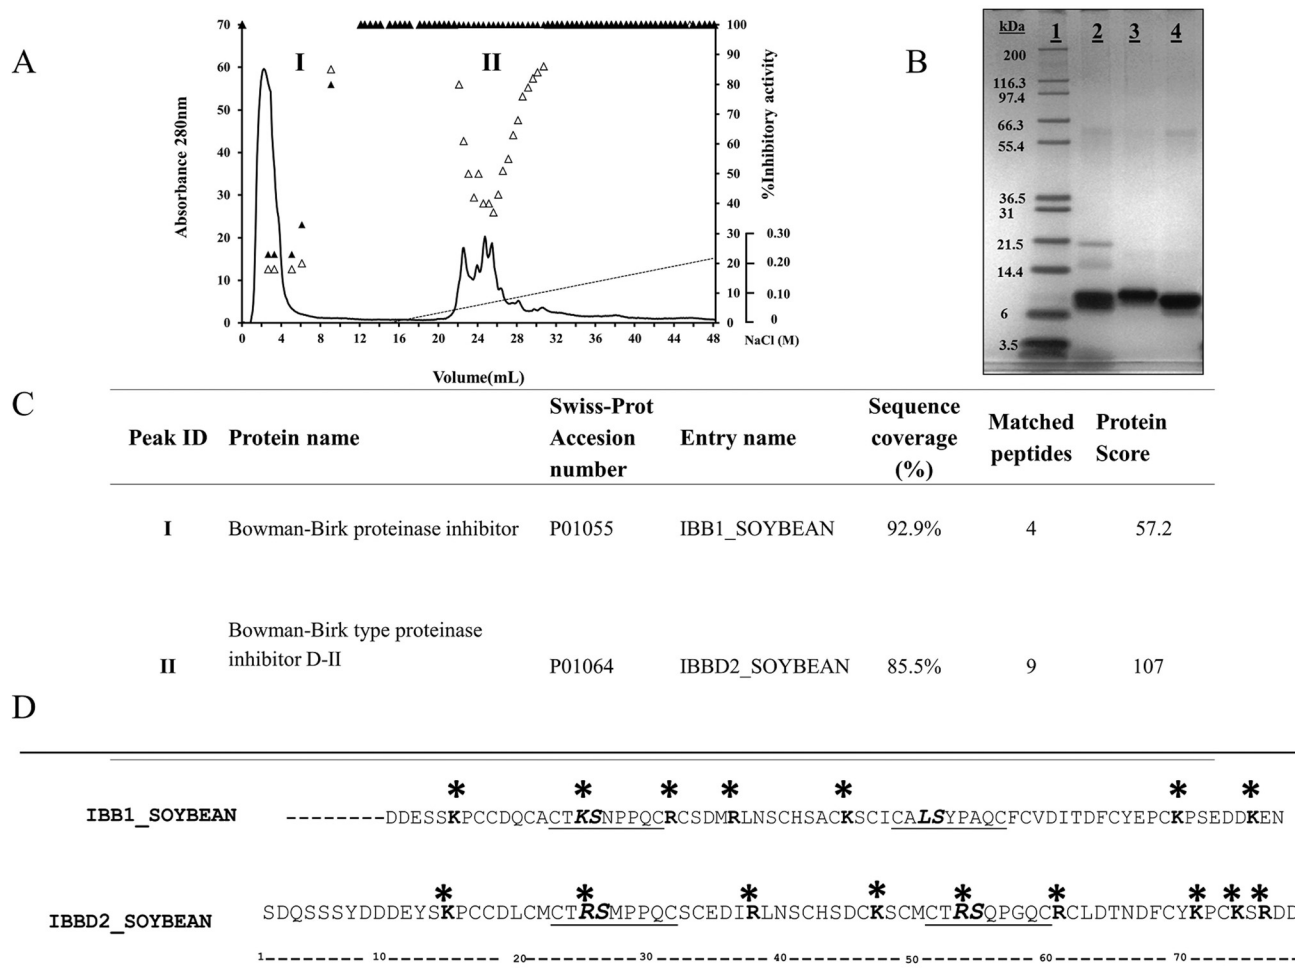 A
70
60
50
40
30
20
10
0
Absorbance 280nm
I
II
100
90
80
70
60
50
40
30
20
10
0
%Inhibitory activity
0.30
0.20
0.10
0
NaCl (M)
0 4 8 12 16 20 24 28 32 36 40 44 48
Volume(mL)
B
kDa 1 2 3 4
200
116.3
97.4
66.3
55.4
36.5
31
21.5
14.4
6
3.5
C
Peak ID Protein name Swiss-Prot Accesion number Entry name Sequence coverage (%) Matched peptides Protein Score
I Bowman-Birk proteinase inhibitor P01055 IBB1_SOYBEAN 92.9% 4 57.2
Bowman-Birk type proteinase
II inhibitor D-II P01064 IBBD2_SOYBEAN 85.5% 9 107
D
* * * * * * *
IBB1_SOYBEAN --------DDESSKPCCDQCACTKSNPPQCRCSDMRLNSCHSACKSCICALSYPAQCFCVDITDFCYEPCKPSEDDKEN
* * * * * * * * *
IBBD2_SOYBEAN SDQSSSYDDDEYSKPCCDLCMCTRSMPPQCSCEDIRLNSCHSDCKSCMCTRSQPGQCRCLDTNDFCYKPCKSRDD
1--------10---------20--------30---------40---------50---------60---------70--------